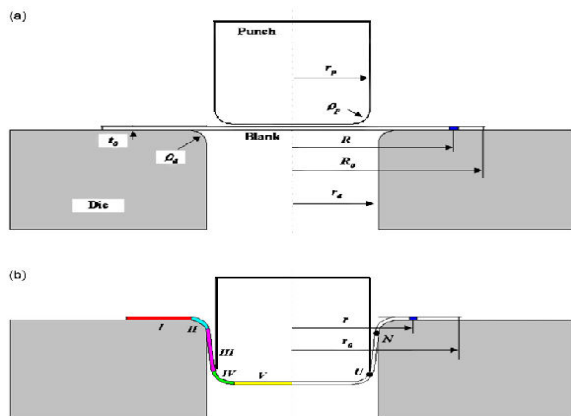 (a)
Punch
r_p
ρ_p
t_o
Blank
ρ_d
R
R_o
Die
r_d
(b)
I
II
r
N
r_o
III
IV
V
U